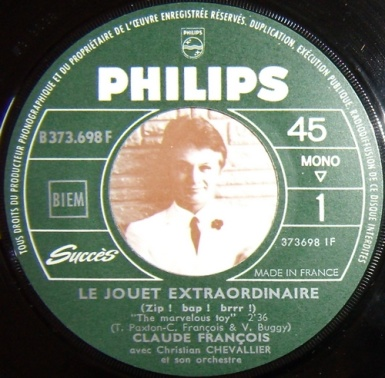 TOUS DROITS DU PRODUCTEUR PHONOGRAPHIQUE ET DU PROPRIÉTAIRE DE L'ŒUVRE ENREGISTRÉE RÉSERVÉS. DUPLICATION, EXÉCUTION PUBLIQUE, RADIODIFFUSION DE CE DISQUE INTERDITES
PHILIPS
PHILIPS
B 373.698 F
45
MONO
BIEM
1
Succès
373698 1F
MADE IN FRANCE
LE JOUET EXTRAORDINAIRE
(Zip ! bap ! brrr !)
"The marvelous toy" 2'36
(T. Paxton-C. François & V. Buggy)
CLAUDE FRANÇOIS
avec Christian CHEVALLIER
et son orchestre